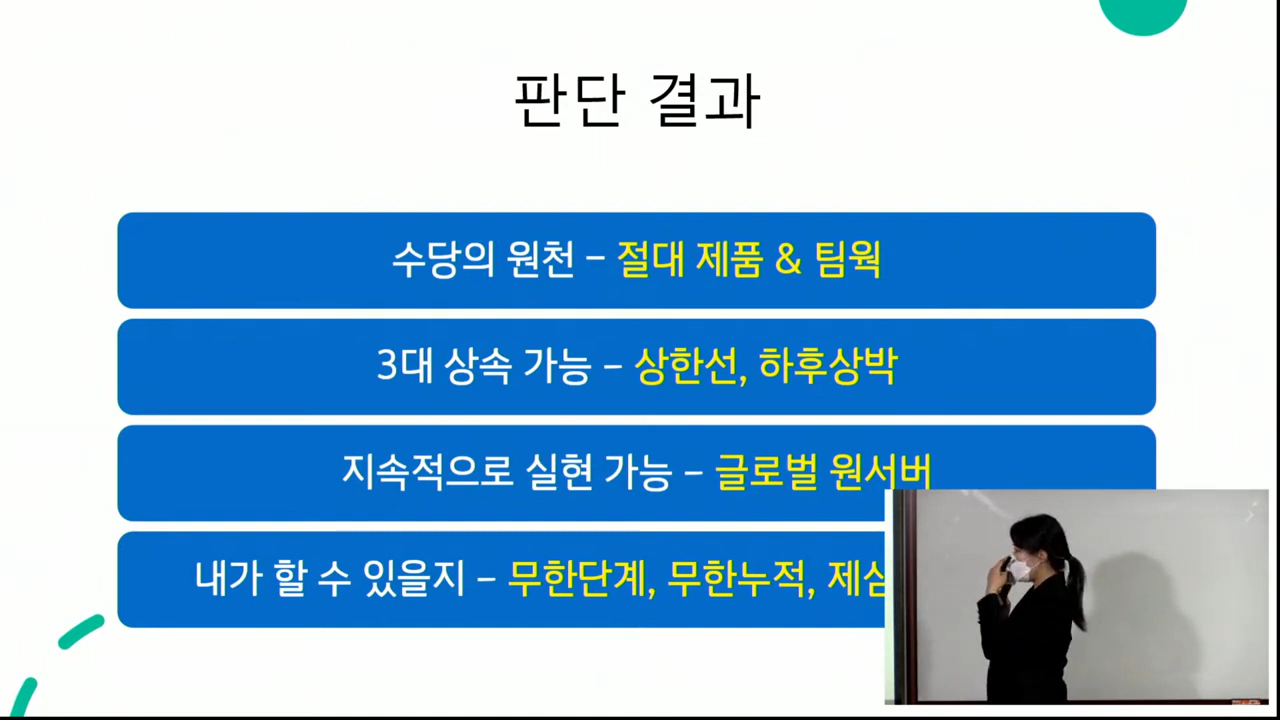 판단 결과
수당의 원천 – 절대 제품 & 팀웍
3대 상속 가능 – 상한선, 하후상박
지속적으로 실현 가능 – 글로벌 원서버
내가 할 수 있을지 – 무한단계, 무한누적,